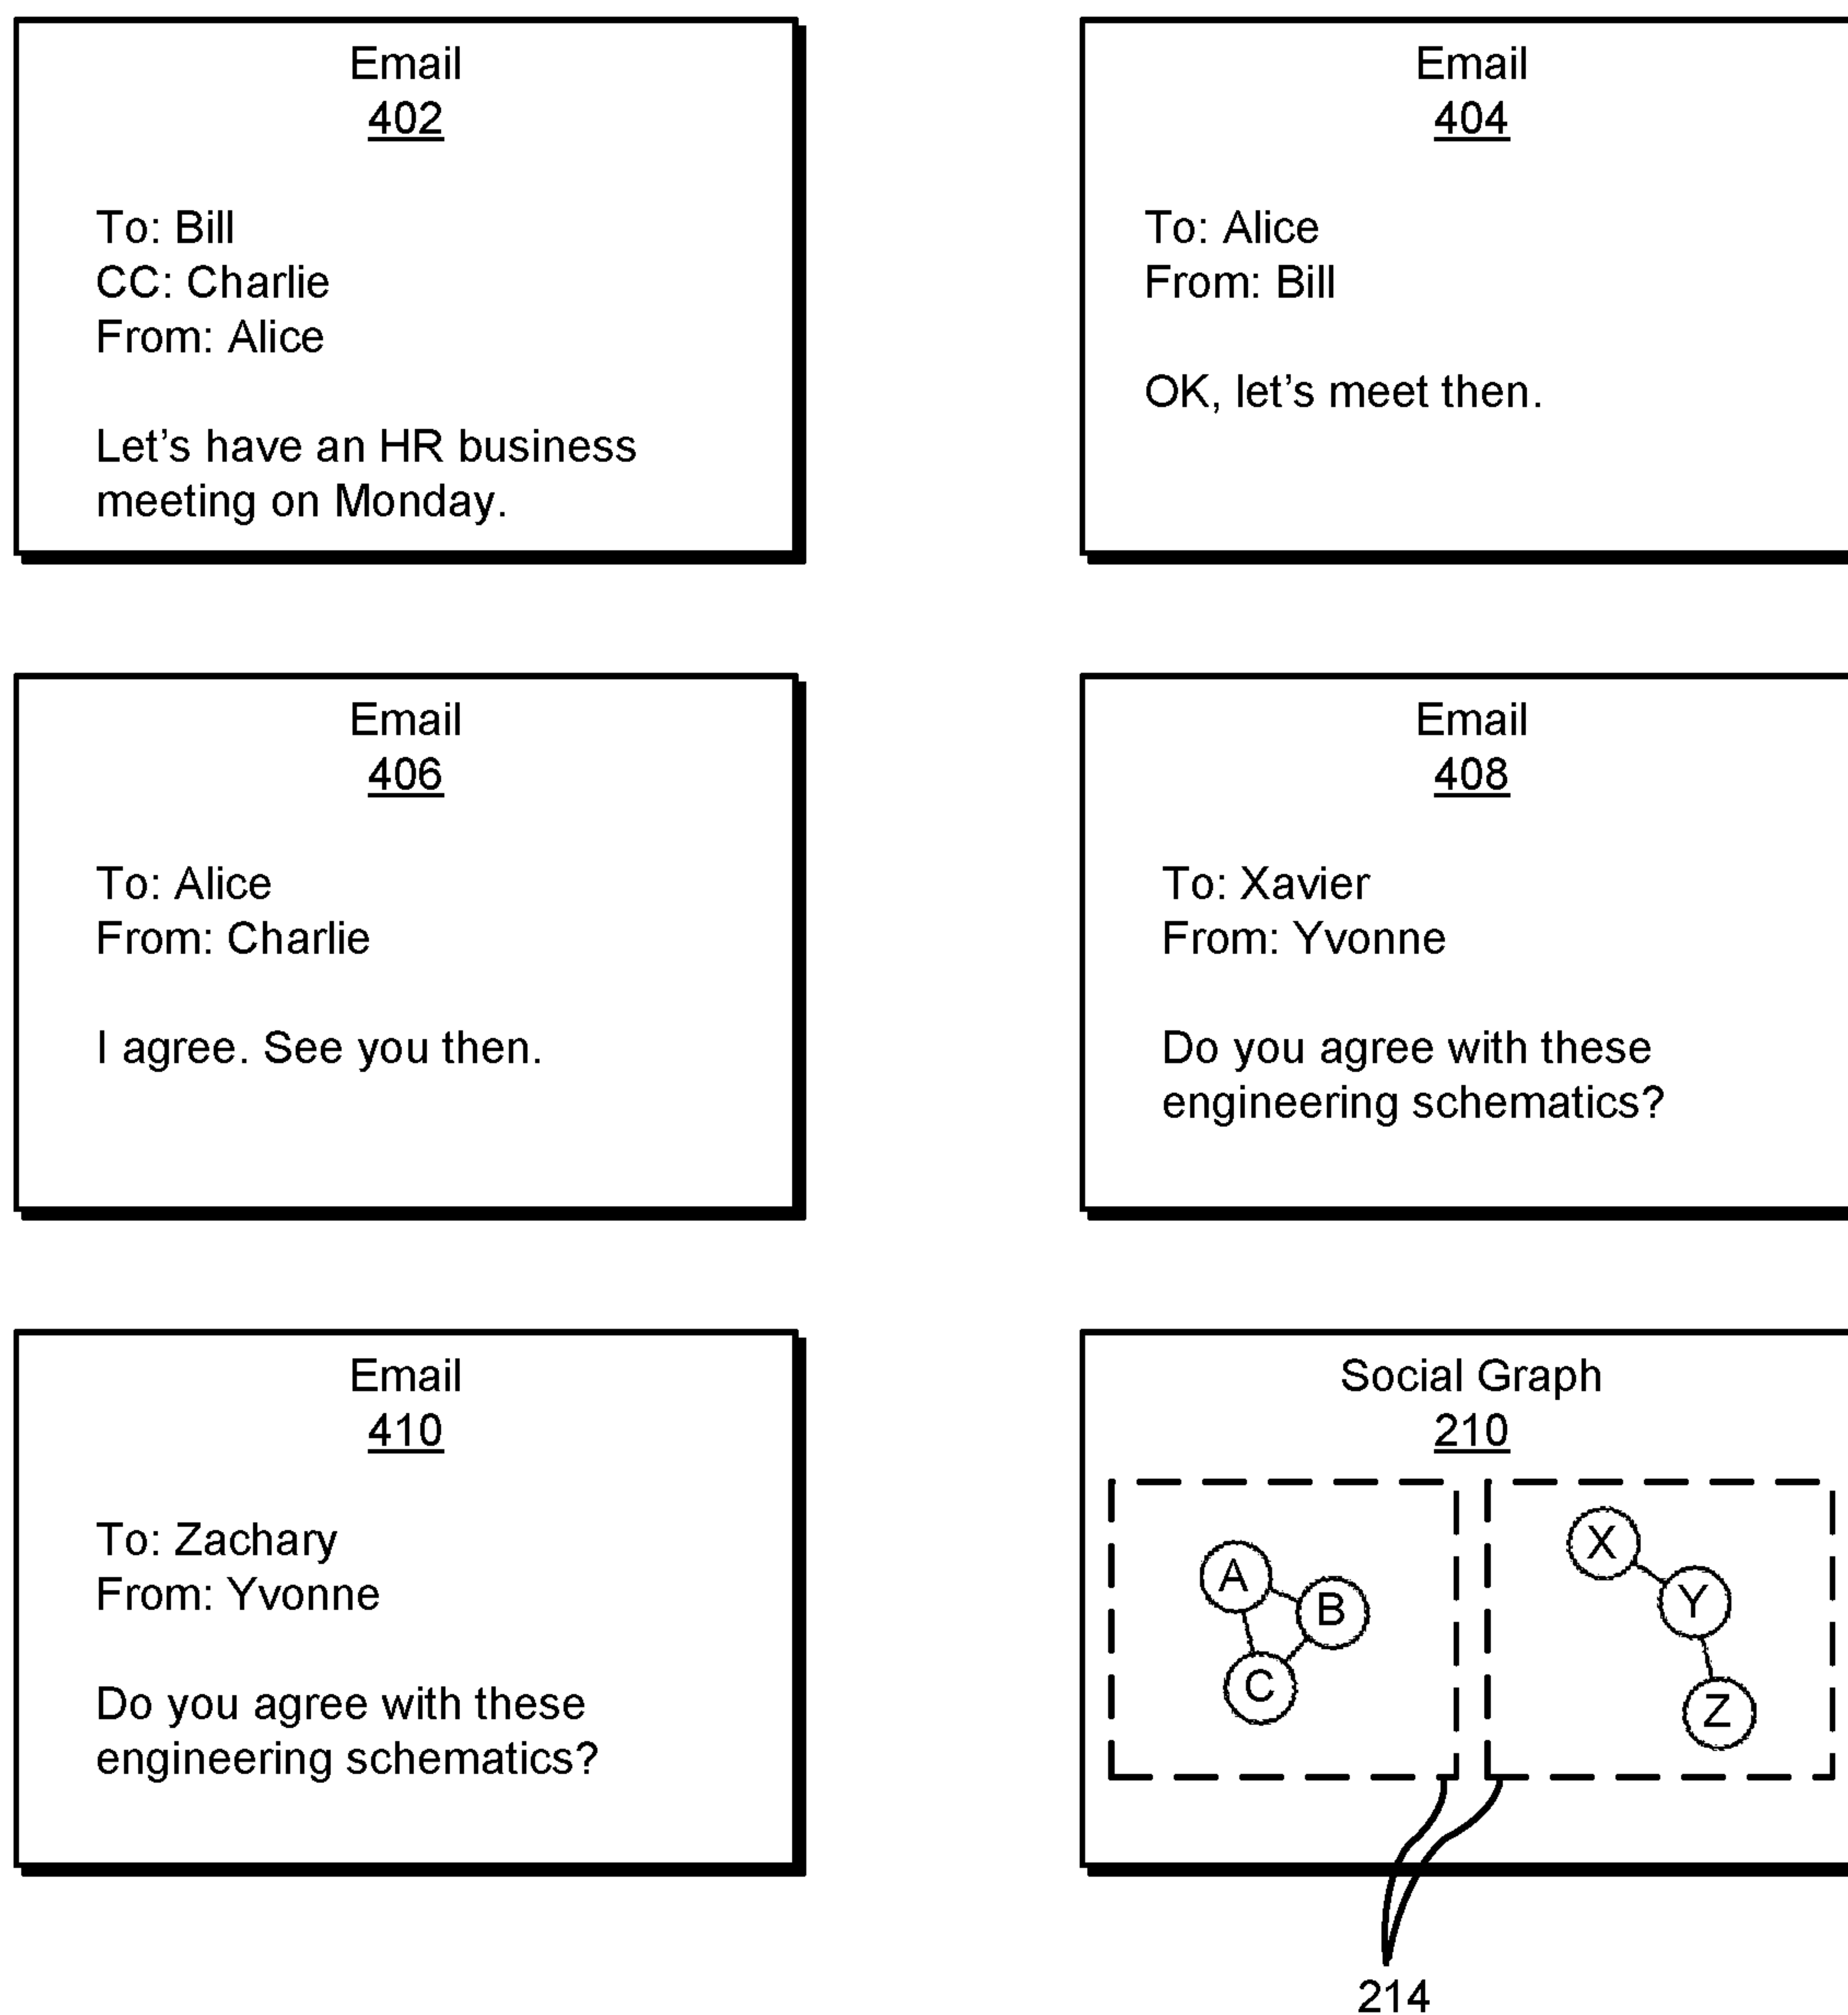 Email
402
To: Bill
CC: Charlie
From: Alice
Let's have an HR business
meeting on Monday.
Email
404
To: Alice
From: Bill
OK, let's meet then.
Email
406
To: Alice
From: Charlie
I agree. See you then.
Email
408
To: Xavier
From: Yvonne
Do you agree with these
engineering schematics?
Email
410
To: Zachary
From: Yvonne
Do you agree with these
engineering schematics?
Social Graph
210
A
B
C
X
Y
Z
214